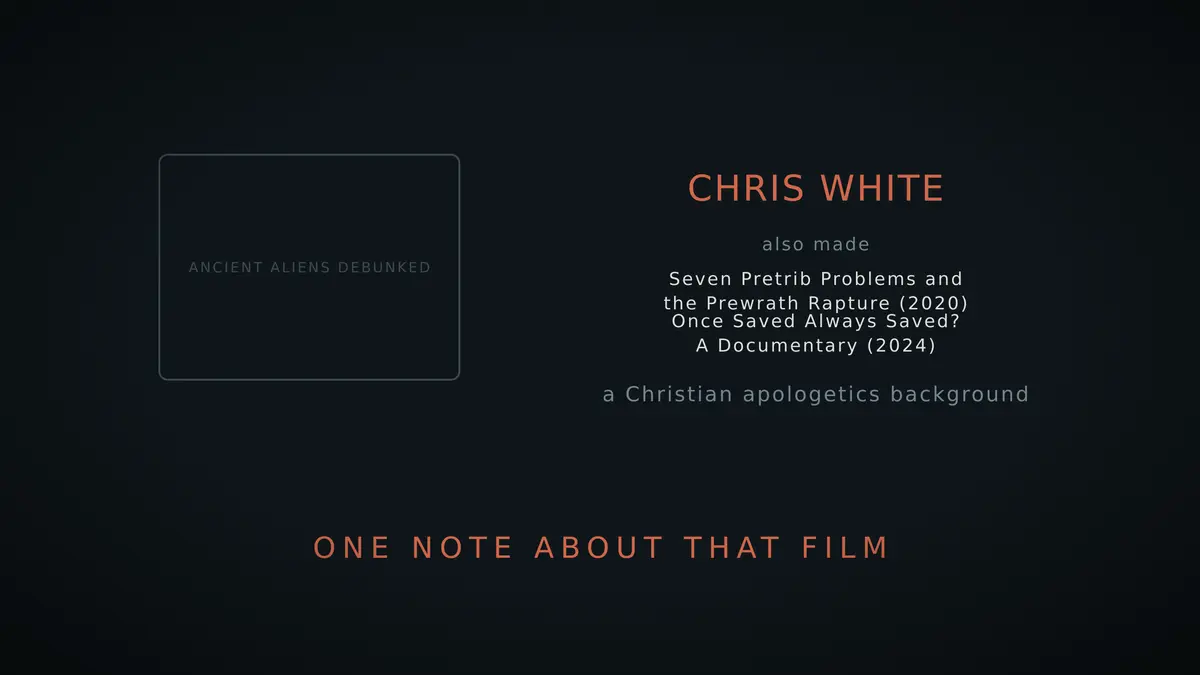 ANCIENT ALIENS DEBUNKED
CHRIS WHITE
also made
Seven Pretrib Problems and
the Prewrath Rapture (2020)
Once Saved Always Saved?
A Documentary (2024)
a Christian apologetics background
ONE NOTE ABOUT THAT FILM